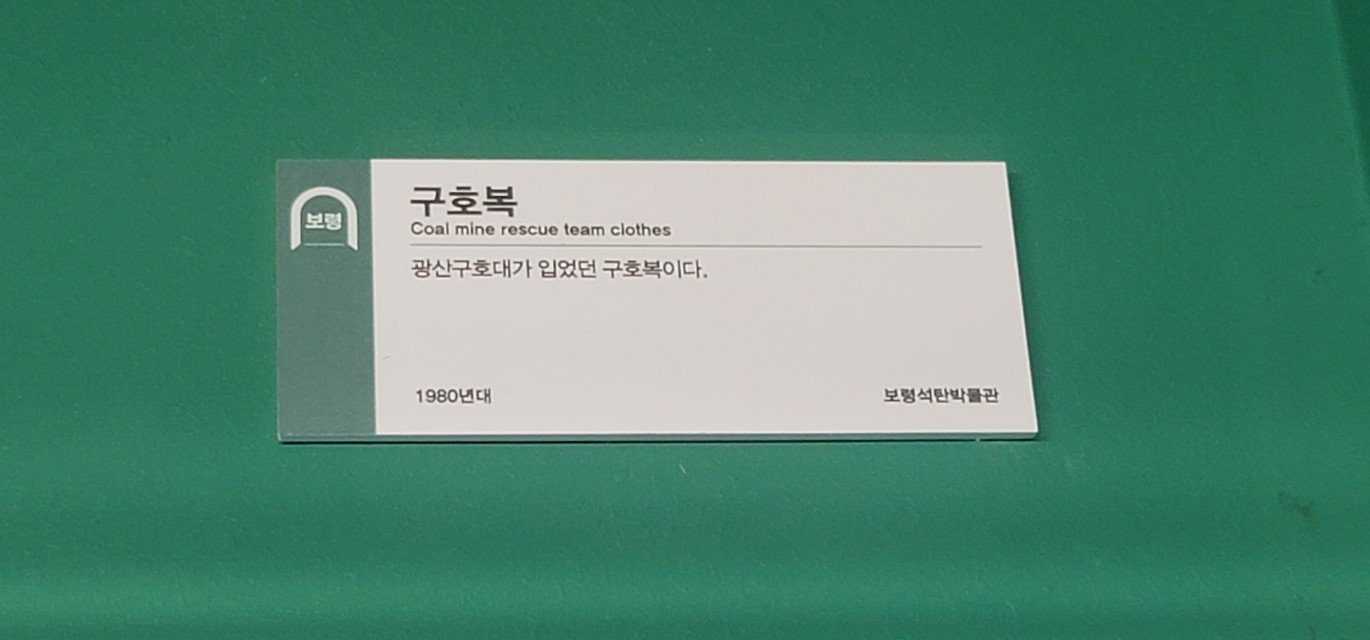 보령
구호복
Coal mine rescue team clothes
광산구호대가 입었던 구호복이다.
1980년대
보령석탄박물관